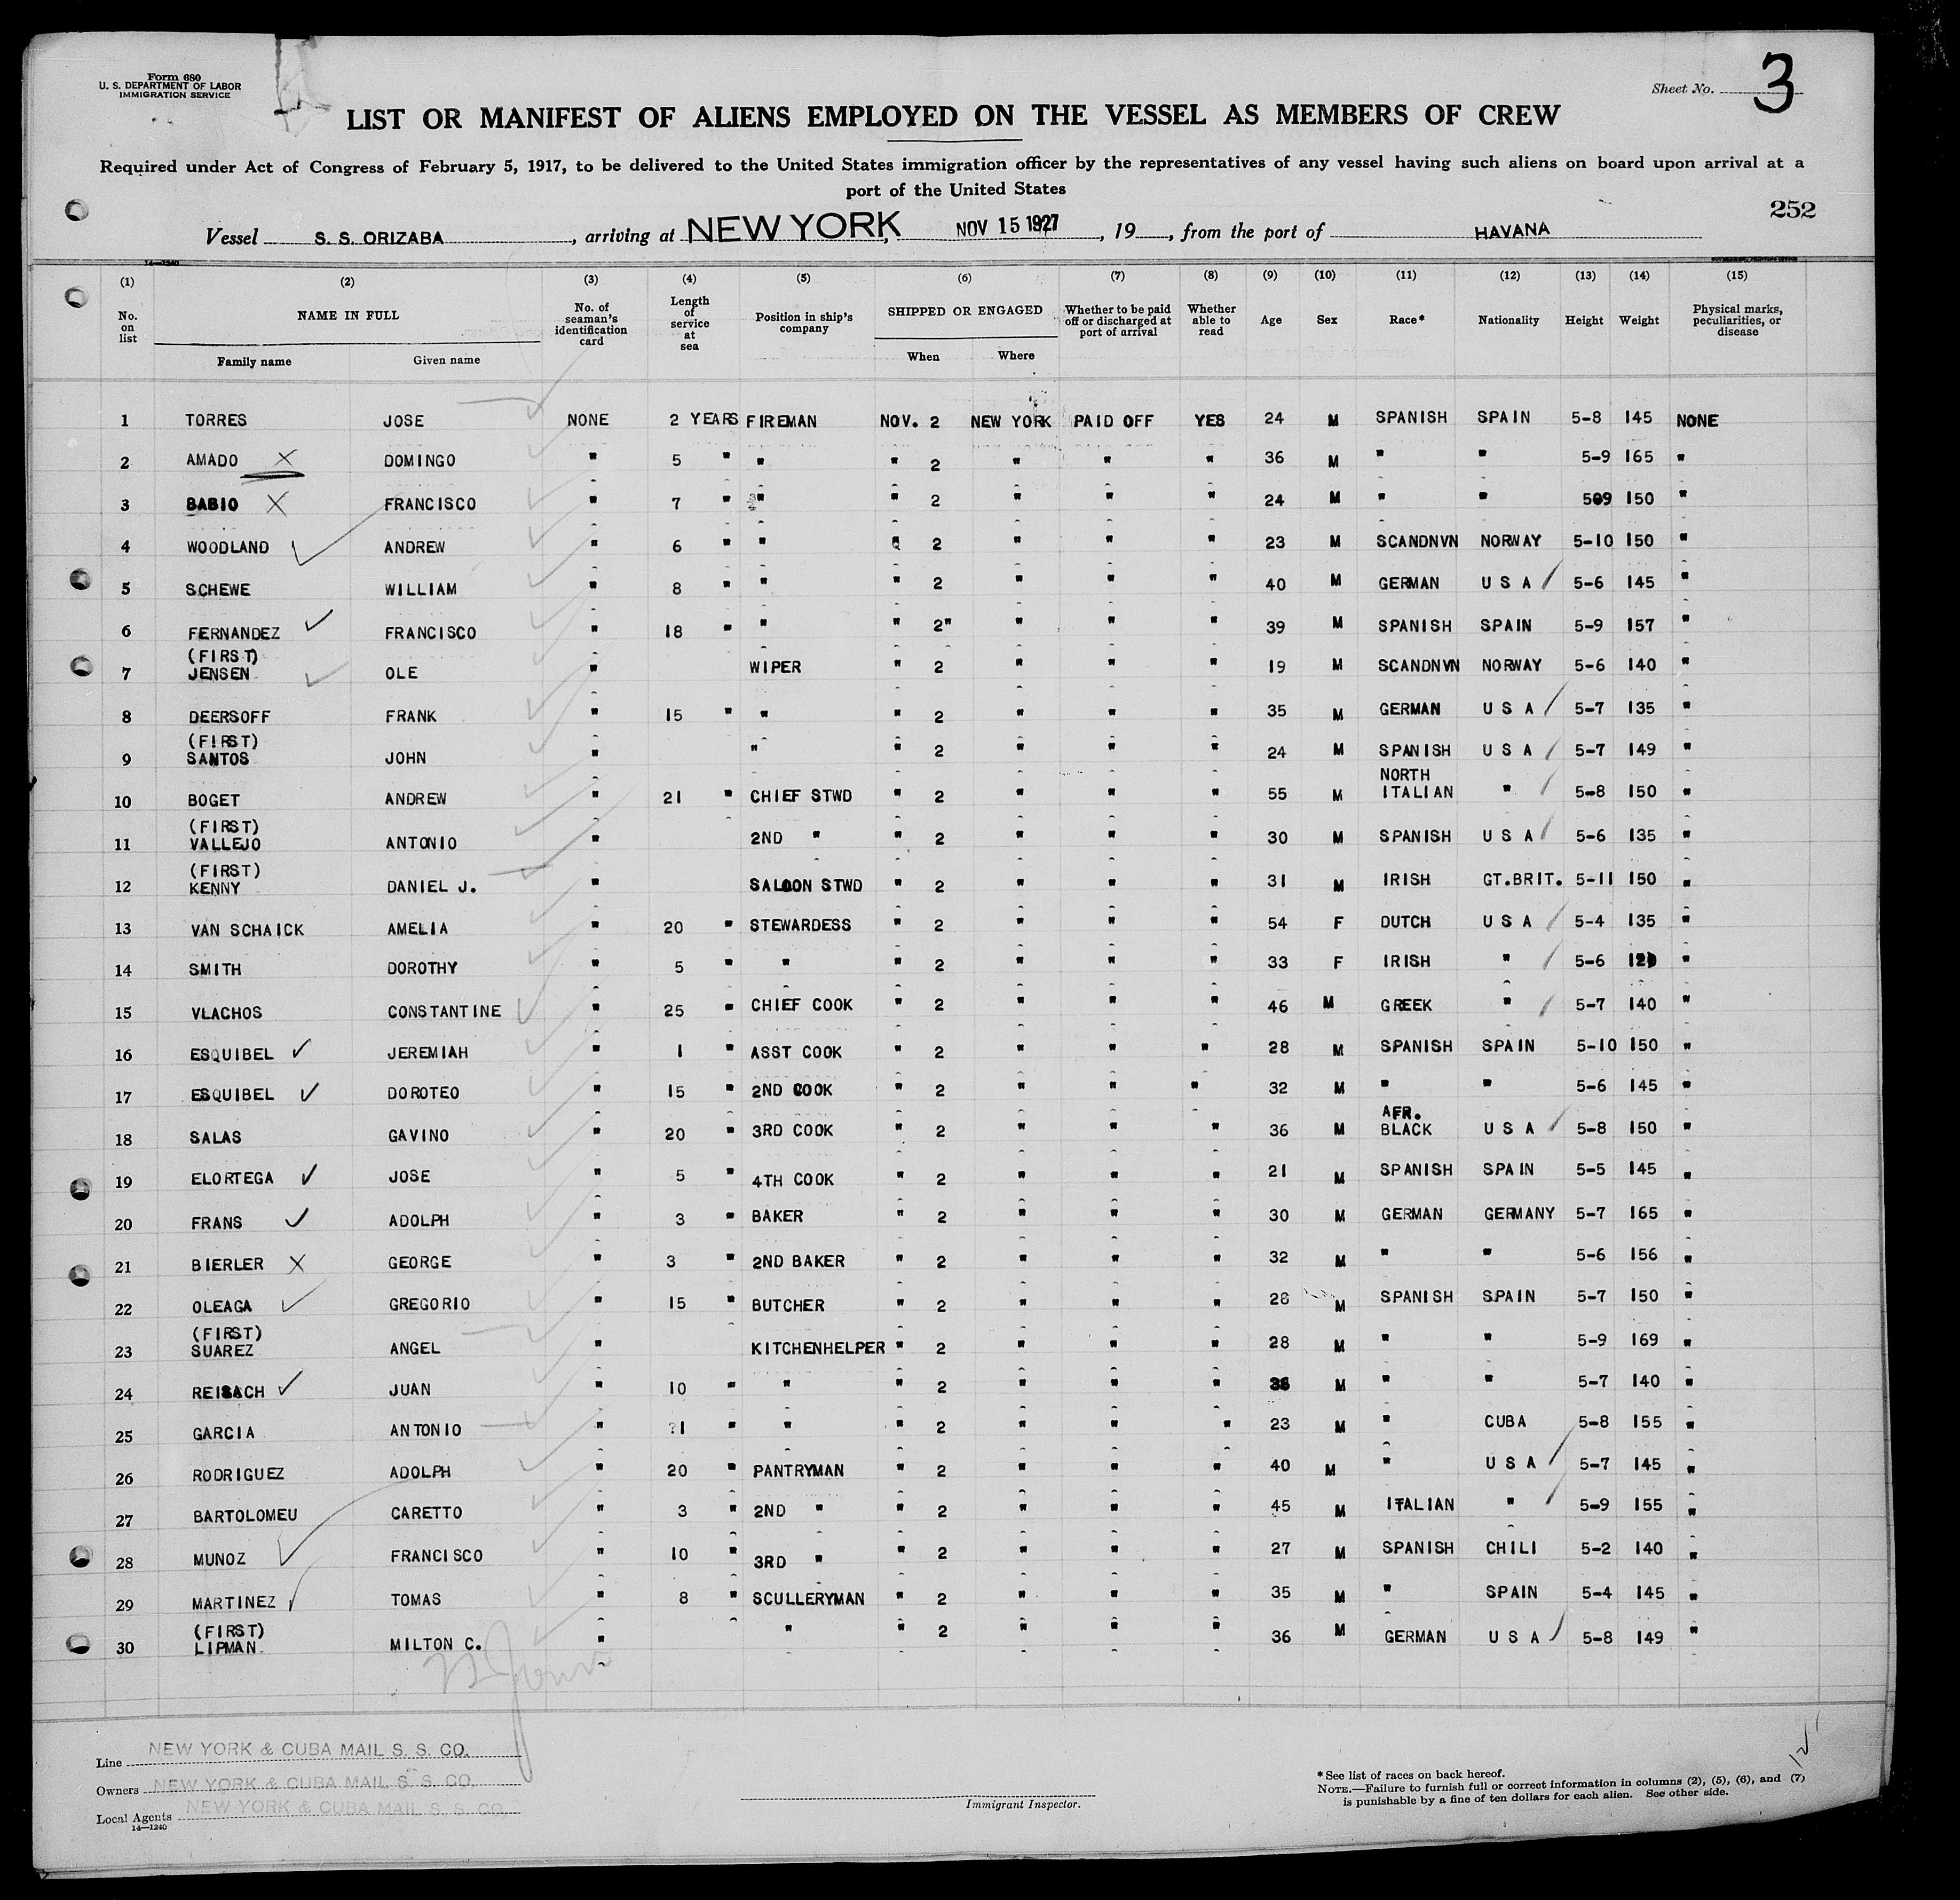 Form 680
U. S. DEPARTMENT OF LABOR
IMMIGRATION SERVICE
Sheet No. 3
LIST OR MANIFEST OF ALIENS EMPLOYED ON THE VESSEL AS MEMBERS OF CREW
Required under Act of Congress of February 5, 1917, to be delivered to the United States immigration officer by the representatives of any vessel having such aliens on board upon arrival at a
port of the United States
252
Vessel S. S. ORIZABA, arriving at NEW YORK, NOV 15 1927, 19, from the port of HAVANA
14—1240
(1) (2) (3) (4) (5) (6) (7) (8) (9) (10) (11) (12) (13) (14) (15)
No. on list NAME IN FULL No. of seaman's identification card Length of service at sea Position in ship's company SHIPPED OR ENGAGED Whether to be paid off or discharged at port of arrival Whether able to read Age Sex Race* Nationality Height Weight Physical marks, peculiarities, or disease
Family name Given name When Where
1 TORRES JOSE NONE 2 YEARS FIREMAN NOV. 2 NEW YORK PAID OFF YES 24 M SPANISH SPAIN 5-8 145 NONE
2 AMADO X DOMINGO " 5 " " " 2 " " " 36 M " " 5-9 165 "
3 BABIO X FRANCISCO " 7 " " " 2 " " " 24 M " " 509 150 "
4 WOODLAND ✓ ANDREW " 6 " " " 2 " " " 23 M SCANDNVN NORWAY 5-10 150 "
5 SCHEWE WILLIAM " 8 " " " 2 " " " 40 M GERMAN U S A / 5-6 145 "
6 FERNANDEZ ✓ FRANCISCO " 18 " " " 2" " " " 39 M SPANISH SPAIN 5-9 157 "
(FIRST)
7 JENSEN ✓ OLE " WIPER " 2 " " " 19 M SCANDNVN NORWAY 5-6 140 "
8 DEERSOFF FRANK " 15 " " " 2 " " " 35 M GERMAN U S A / 5-7 135 "
(FIRST)
9 SANTOS JOHN " " " 2 " " " 24 M SPANISH U S A / 5-7 149 "
NORTH
10 BOGET ANDREW " 21 " CHIEF STWD " 2 " " " 55 M ITALIAN " / 5-8 150 "
(FIRST)
11 VALLEJO ANTONIO " 2ND " " 2 " " " 30 M SPANISH U S A / 5-6 135 "
(FIRST)
12 KENNY DANIEL J. " SALOON STWD " 2 " " " 31 M IRISH GT.BRIT. 5-11 150 "
13 VAN SCHAICK AMELIA " 20 " STEWARDESS " 2 " " " 54 F DUTCH U S A / 5-4 135 "
14 SMITH DOROTHY " 5 " " " 2 " " " 33 F IRISH " / 5-6 "
15 VLACHOS CONSTANTINE " 25 " CHIEF COOK " 2 " " " 46 M GREEK " / 5-7 140 "
16 ESQUIBEL ✓ JEREMIAH " 1 " ASST COOK " 2 " " " 28 M SPANISH SPAIN 5-10 150 "
17 ESQUIBEL ✓ DOROTEO " 15 " 2ND COOK " 2 " " " 32 M " " 5-6 145 "
AFR.
18 SALAS GAVINO " 20 " 3RD COOK " 2 " " " 36 M BLACK U S A / 5-8 150 "
19 ELORTEGA ✓ JOSE " 5 " 4TH COOK " 2 " " " 21 M SPANISH SPAIN 5-5 145 "
20 FRANS ✓ ADOLPH " 3 " BAKER " 2 " " " 30 M GERMAN GERMANY 5-7 165 "
21 BIERLER X GEORGE " 3 " 2ND BAKER " 2 " " " 32 M " " 5-6 156 "
22 OLEAGA ✓ GREGORIO " 15 " BUTCHER " 2 " " " 28 M SPANISH SPAIN 5-7 150 "
(FIRST)
23 SUAREZ ANGEL " KITCHENHELPER " 2 " " " 28 M " " 5-9 169 "
24 REISACH ✓ JUAN " 10 " " " 2 " " " M " " 5-7 140 "
25 GARCIA ANTONIO " ?1 " " " 2 " " " 23 M " CUBA 5-8 155 "
26 RODRIGUEZ ADOLPH " 20 " PANTRYMAN " 2 " " " 40 M " U S A / 5-7 145 "
27 BARTOLOMEU CARETTO " 3 " 2ND " " 2 " " " 45 M ITALIAN " / 5-9 155 "
28 MUNOZ ✓ FRANCISCO " 10 " 3RD " " 2 " " " 27 M SPANISH CHILI 5-2 140 "
29 MARTINEZ ✓ TOMAS " 8 " SCULLERYMAN " 2 " " " 35 M " SPAIN 5-4 145 "
(FIRST)
30 LIPMAN MILTON C. " " " 2 " " " 36 M GERMAN U S A / 5-8 149 "
Line NEW YORK & CUBA MAIL S. S. CO.
Owners NEW YORK & CUBA MAIL S. S. CO.
Local Agents NEW YORK & CUBA MAIL S. S. CO.
14—1240
Immigrant Inspector.
12
* See list of races on back hereof.
NOTE.—Failure to furnish full or correct information in columns (2), (5), (6), and (7)
is punishable by a fine of ten dollars for each alien. See other side.